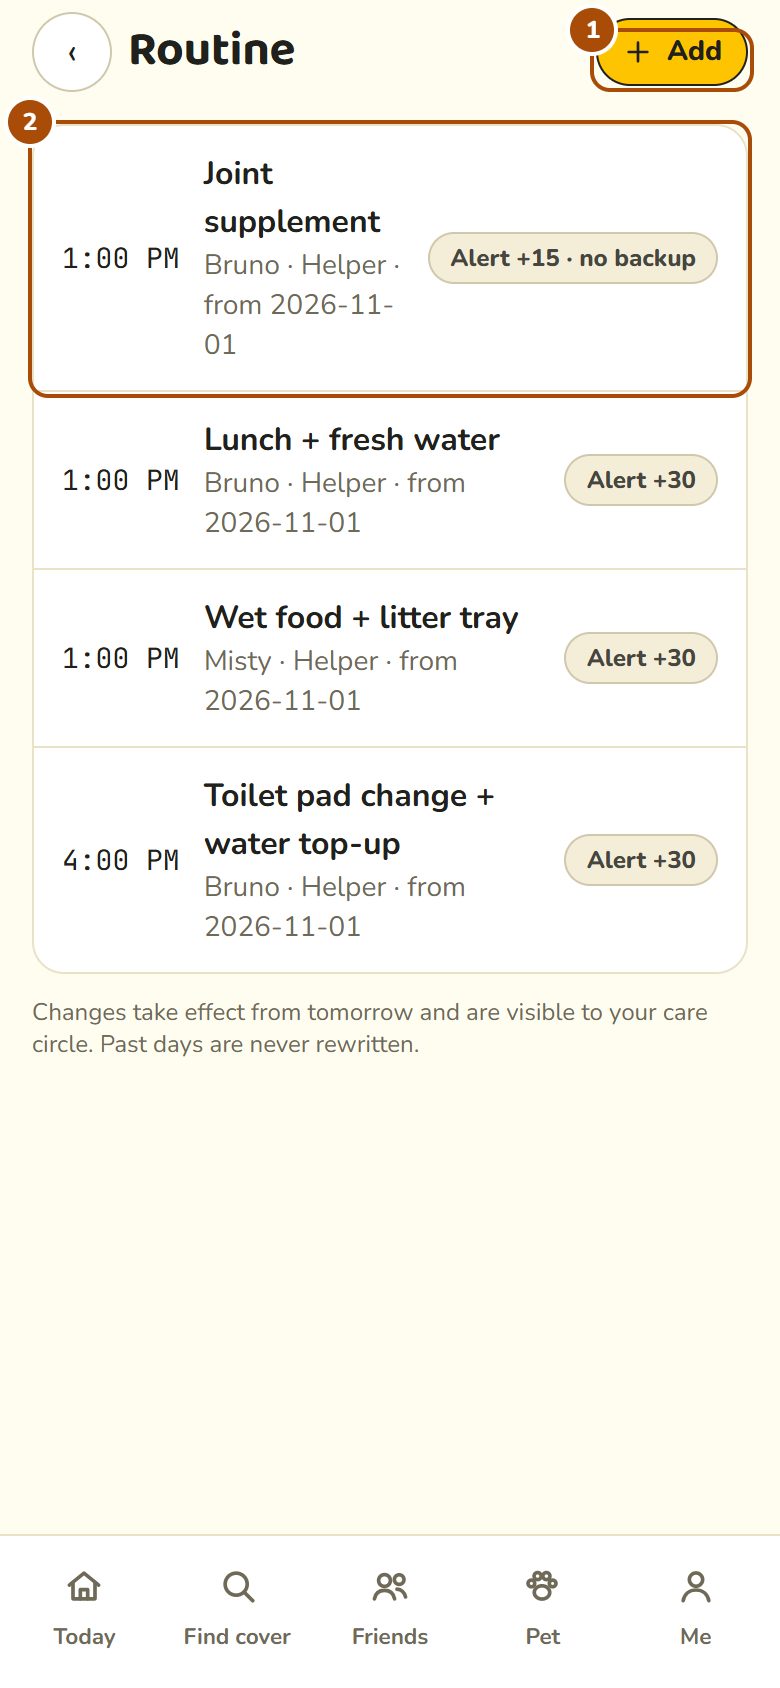 ‹
Routine
1
+ Add
2
1:00 PM
Joint
supplement
Bruno · Helper ·
from 2026-11-
01
Alert +15 · no backup
1:00 PM
Lunch + fresh water
Bruno · Helper · from
2026-11-01
Alert +30
1:00 PM
Wet food + litter tray
Misty · Helper · from
2026-11-01
Alert +30
4:00 PM
Toilet pad change +
water top-up
Bruno · Helper · from
2026-11-01
Alert +30
Changes take effect from tomorrow and are visible to your care
circle. Past days are never rewritten.
Today
Find cover
Friends
Pet
Me